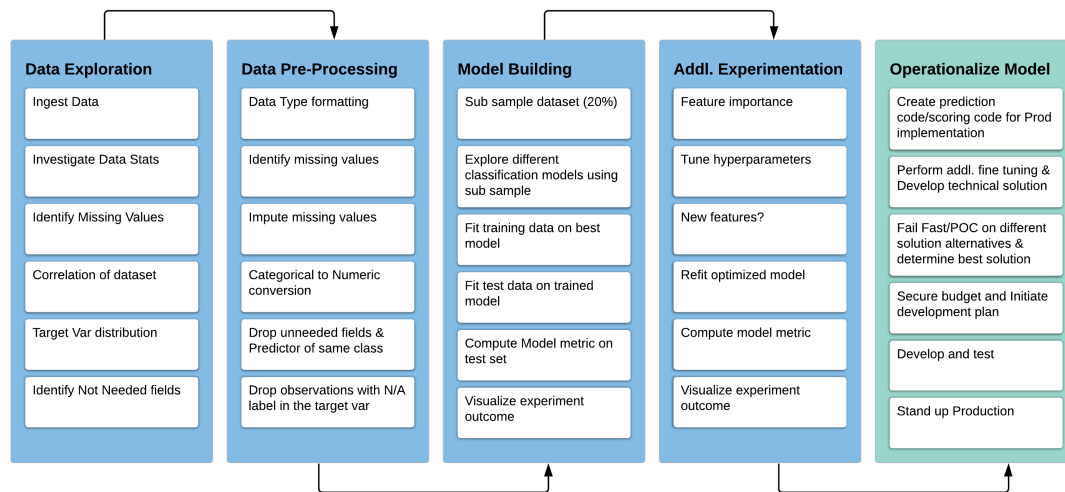 Data Exploration
Ingest Data
Investigate Data Stats
Identify Missing Values
Correlation of dataset
Target Var distribution
Identify Not Needed fields
Data Pre-Processing
Data Type formatting
Identify missing values
Impute missing values
Categorical to Numeric
conversion
Drop unneeded fields &
Predictor of same class
Drop observations with N/A
label in the target var
Model Building
Sub sample dataset (20%)
Explore different
classification models using
sub sample
Fit training data on best
model
Fit test data on trained
model
Compute Model metric on
test set
Visualize experiment
outcome
Addl. Experimentation
Feature importance
Tune hyperparameters
New features?
Refit optimized model
Compute model metric
Visualize experiment
outcome
Operationalize Model
Create prediction
code/scoring code for Prod
implementation
Perform addl. fine tuning &
Develop technical solution
Fail Fast/POC on different
solution alternatives &
determine best solution
Secure budget and Initiate
development plan
Develop and test
Stand up Production